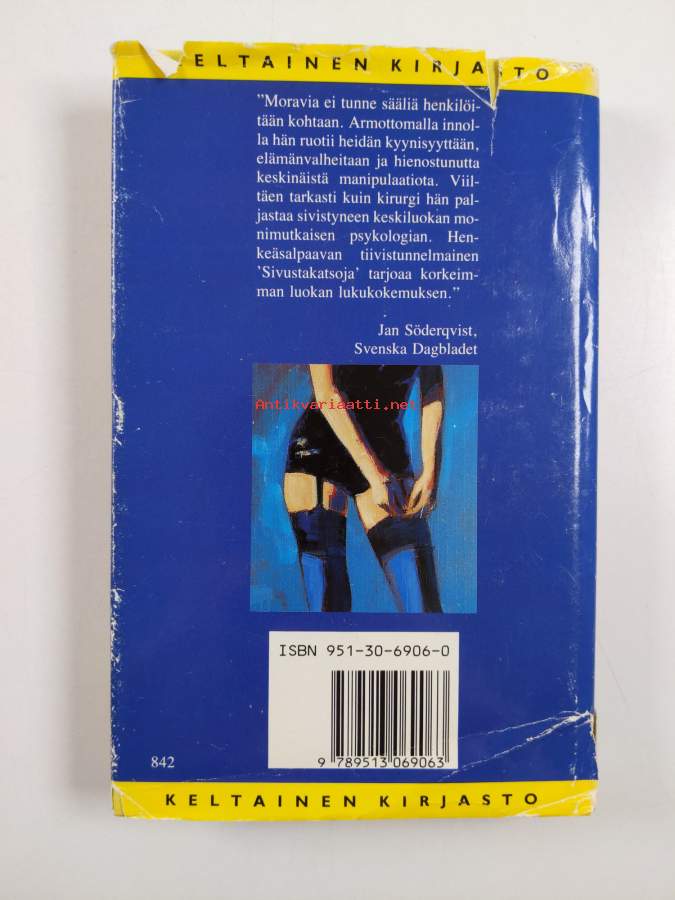 ELTAINEN KIRJASTO
"Moravia ei tunne sääliä henkilöi-
tään kohtaan. Armottomalla innol-
la hän ruotii heidän kyynisyyttään,
elämänvalheitaan ja hienostunutta
keskinäistä manipulaatiota. Viil-
täen tarkasti kuin kirurgi hän pal-
jastaa sivistyneen keskiluokan mo-
nimutkaisen psykologian. Hen-
keäsalpaavan tiivistunnelmainen
'Sivustakatsoja' tarjoaa korkeim-
man luokan lukukokemuksen."
Jan Söderqvist,
Svenska Dagbladet
Antikvariaatti.net
ISBN 951-30-6906-0
9 789513 069063
842
KELTAINEN KIRJASTO